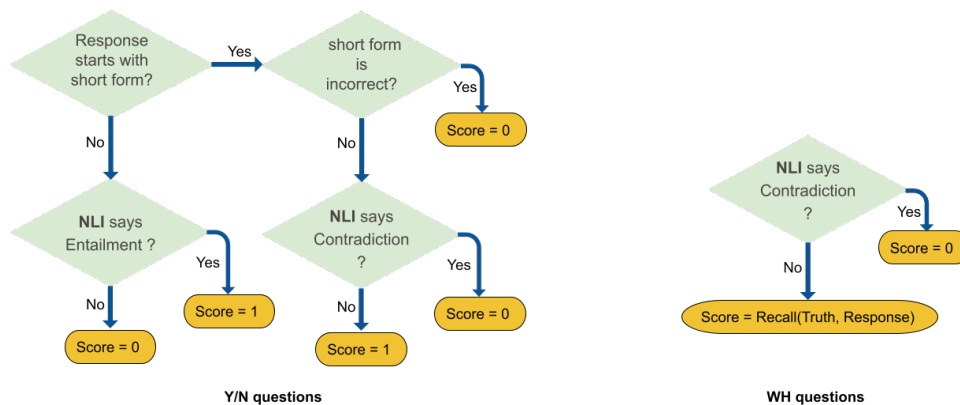 Response
starts with
short form?
Yes
short form
is
incorrect?
Yes
Score = 0
No
No
NLI says
Entailment ?
Yes
Score = 1
No
Score = 0
NLI says
Contradiction
?
Yes
Score = 0
No
Score = 1
Y/N questions
NLI says
Contradiction
?
Yes
Score = 0
No
Score = Recall(Truth, Response)
WH questions